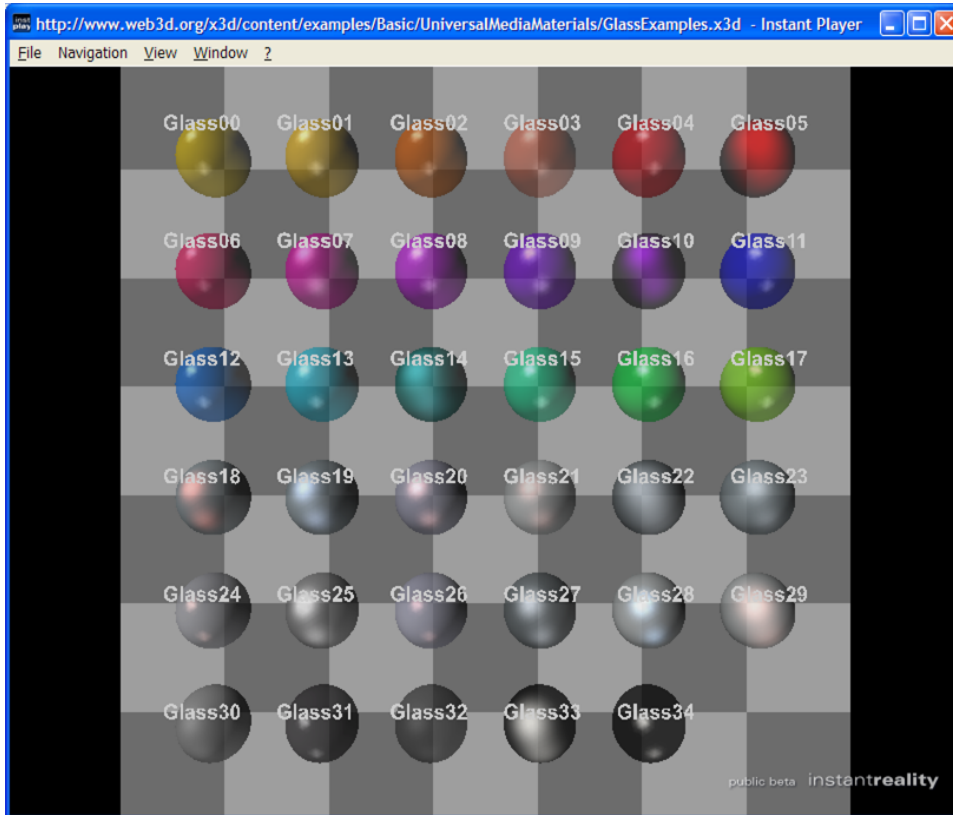 http://www.web3d.org/x3d/content/examples/Basic/UniversalMediaMaterials/GlassExamples.x3d - Instant Player
File Navigation View Window ?
Glass00 Glass01 Glass02 Glass03 Glass04 Glass05
Glass06 Glass07 Glass08 Glass09 Glass10 Glass11
Glass12 Glass13 Glass14 Glass15 Glass16 Glass17
Glass18 Glass19 Glass20 Glass21 Glass22 Glass23
Glass24 Glass25 Glass26 Glass27 Glass28 Glass29
Glass30 Glass31 Glass32 Glass33 Glass34
public beta instantreality